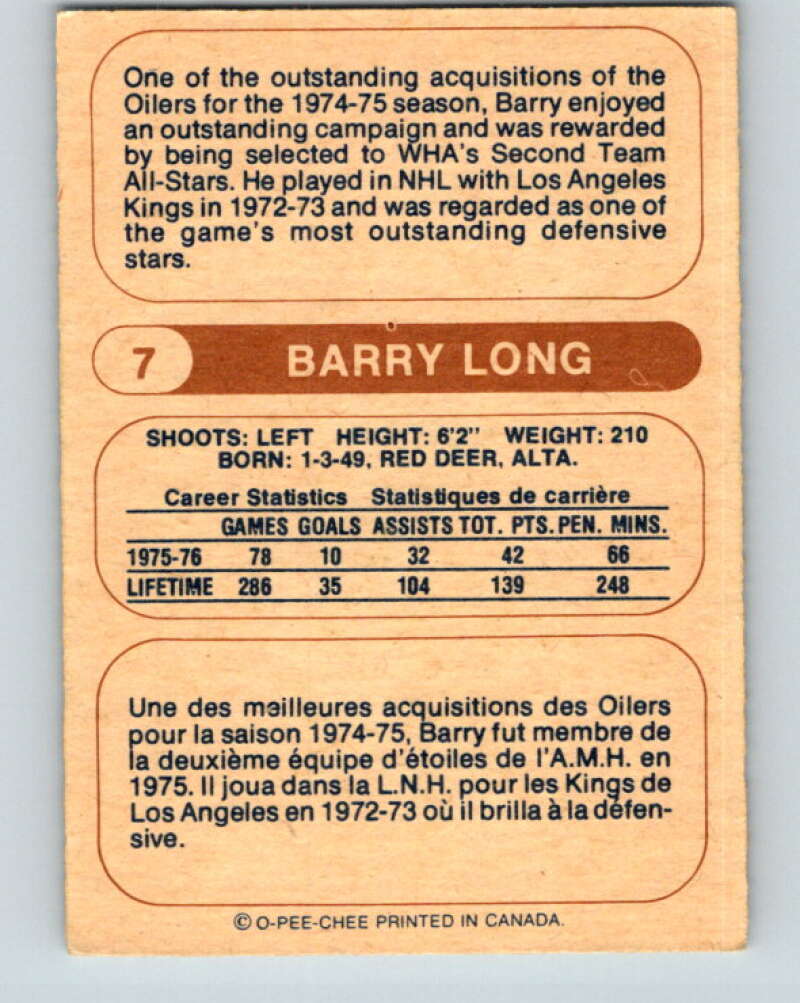 One of the outstanding acquisitions of the
Oilers for the 1974-75 season, Barry enjoyed
an outstanding campaign and was rewarded
by being selected to WHA's Second Team
All-Stars. He played in NHL with Los Angeles
Kings in 1972-73 and was regarded as one of
the game's most outstanding defensive
stars.
7 BARRY LONG
SHOOTS: LEFT HEIGHT: 6'2" WEIGHT: 210
BORN: 1-3-49, RED DEER, ALTA.
Career Statistics Statistiques de carrière
GAMES GOALS ASSISTS TOT. PTS. PEN. MINS.
1975-76 78 10 32 42 66
LIFETIME 286 35 104 139 248
Une des meilleures acquisitions des Oilers
pour la saison 1974-75, Barry fut membre de
la deuxième équipe d'étoiles de l'A.M.H. en
1975. Il joua dans la L.N.H. pour les Kings de
Los Angeles en 1972-73 où il brilla à la défen-
sive.
© O-PEE-CHEE PRINTED IN CANADA.